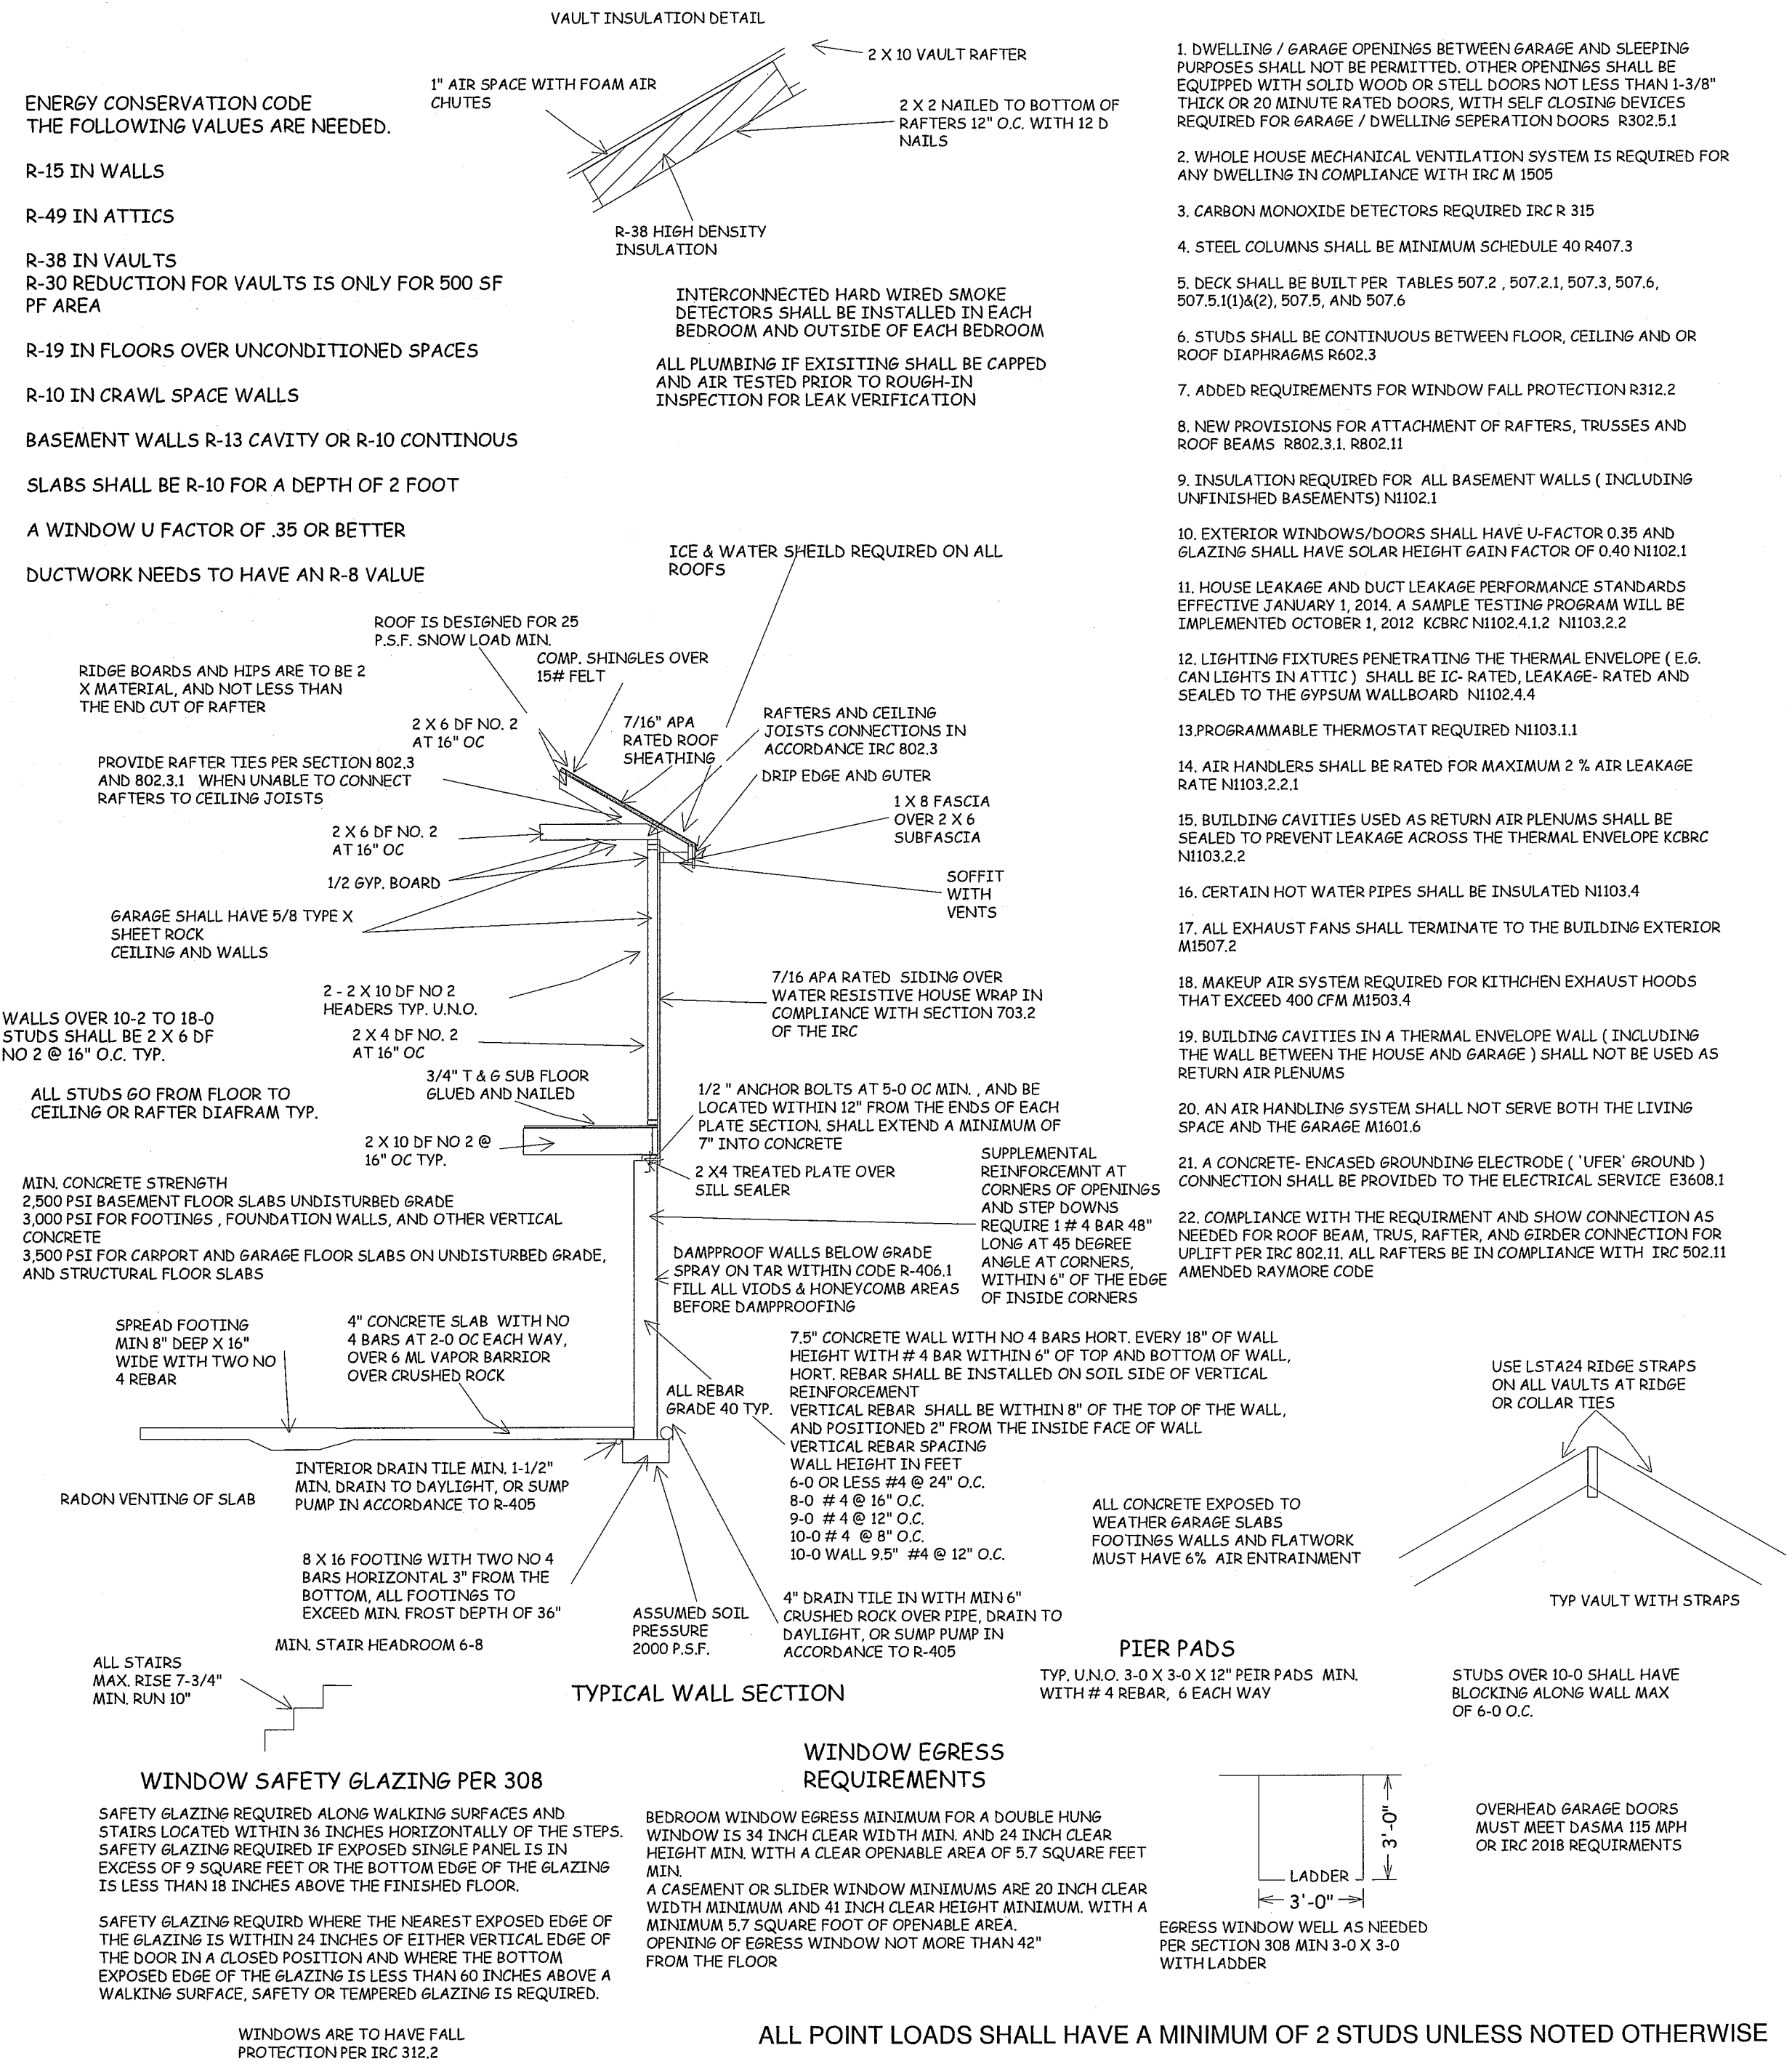 VAULT INSULATION DETAIL
2 X 10 VAULT RAFTER
1" AIR SPACE WITH FOAM AIR
CHUTES
2 X 2 NAILED TO BOTTOM OF
RAFTERS 12" O.C. WITH 12 D
NAILS
R-38 HIGH DENSITY
INSULATION
ENERGY CONSERVATION CODE
THE FOLLOWING VALUES ARE NEEDED.
R-15 IN WALLS
R-49 IN ATTICS
R-38 IN VAULTS
R-30 REDUCTION FOR VAULTS IS ONLY FOR 500 SF
PF AREA
R-19 IN FLOORS OVER UNCONDITIONED SPACES
R-10 IN CRAWL SPACE WALLS
BASEMENT WALLS R-13 CAVITY OR R-10 CONTINOUS
SLABS SHALL BE R-10 FOR A DEPTH OF 2 FOOT
A WINDOW U FACTOR OF .35 OR BETTER
DUCTWORK NEEDS TO HAVE AN R-8 VALUE
INTERCONNECTED HARD WIRED SMOKE
DETECTORS SHALL BE INSTALLED IN EACH
BEDROOM AND OUTSIDE OF EACH BEDROOM
ALL PLUMBING IF EXISITING SHALL BE CAPPED
AND AIR TESTED PRIOR TO ROUGH-IN
INSPECTION FOR LEAK VERIFICATION
1. DWELLING / GARAGE OPENINGS BETWEEN GARAGE AND SLEEPING
PURPOSES SHALL NOT BE PERMITTED. OTHER OPENINGS SHALL BE
EQUIPPED WITH SOLID WOOD OR STELL DOORS NOT LESS THAN 1-3/8"
THICK OR 20 MINUTE RATED DOORS, WITH SELF CLOSING DEVICES
REQUIRED FOR GARAGE / DWELLING SEPERATION DOORS R302.5.1
2. WHOLE HOUSE MECHANICAL VENTILATION SYSTEM IS REQUIRED FOR
ANY DWELLING IN COMPLIANCE WITH IRC M 1505
3. CARBON MONOXIDE DETECTORS REQUIRED IRC R 315
4. STEEL COLUMNS SHALL BE MINIMUM SCHEDULE 40 R407.3
5. DECK SHALL BE BUILT PER TABLES 507.2 , 507.2.1, 507.3, 507.6,
507.5.1(1)&(2), 507.5, AND 507.6
6. STUDS SHALL BE CONTINUOUS BETWEEN FLOOR, CEILING AND OR
ROOF DIAPHRAGMS R602.3
7. ADDED REQUIREMENTS FOR WINDOW FALL PROTECTION R312.2
8. NEW PROVISIONS FOR ATTACHMENT OF RAFTERS, TRUSSES AND
ROOF BEAMS R802.3.1. R802.11
9. INSULATION REQUIRED FOR ALL BASEMENT WALLS ( INCLUDING
UNFINISHED BASEMENTS) N1102.1
10. EXTERIOR WINDOWS/DOORS SHALL HAVE U-FACTOR 0.35 AND
GLAZING SHALL HAVE SOLAR HEIGHT GAIN FACTOR OF 0.40 N1102.1
11. HOUSE LEAKAGE AND DUCT LEAKAGE PERFORMANCE STANDARDS
EFFECTIVE JANUARY 1, 2014. A SAMPLE TESTING PROGRAM WILL BE
IMPLEMENTED OCTOBER 1, 2012 KCBRC N1102.4.1.2 N1103.2.2
12. LIGHTING FIXTURES PENETRATING THE THERMAL ENVELOPE ( E.G.
CAN LIGHTS IN ATTIC ) SHALL BE IC- RATED, LEAKAGE- RATED AND
SEALED TO THE GYPSUM WALLBOARD N1102.4.4
13.PROGRAMMABLE THERMOSTAT REQUIRED N1103.1.1
14. AIR HANDLERS SHALL BE RATED FOR MAXIMUM 2 % AIR LEAKAGE
RATE N1103.2.2.1
15. BUILDING CAVITIES USED AS RETURN AIR PLENUMS SHALL BE
SEALED TO PREVENT LEAKAGE ACROSS THE THERMAL ENVELOPE KCBRC
N1103.2.2
16. CERTAIN HOT WATER PIPES SHALL BE INSULATED N1103.4
17. ALL EXHAUST FANS SHALL TERMINATE TO THE BUILDING EXTERIOR
M1507.2
18. MAKEUP AIR SYSTEM REQUIRED FOR KITHCHEN EXHAUST HOODS
THAT EXCEED 400 CFM M1503.4
19. BUILDING CAVITIES IN A THERMAL ENVELOPE WALL ( INCLUDING
THE WALL BETWEEN THE HOUSE AND GARAGE ) SHALL NOT BE USED AS
RETURN AIR PLENUMS
20. AN AIR HANDLING SYSTEM SHALL NOT SERVE BOTH THE LIVING
SPACE AND THE GARAGE M1601.6
21. A CONCRETE- ENCASED GROUNDING ELECTRODE ( 'UFER' GROUND )
CONNECTION SHALL BE PROVIDED TO THE ELECTRICAL SERVICE E3608.1
22. COMPLIANCE WITH THE REQUIRMENT AND SHOW CONNECTION AS
NEEDED FOR ROOF BEAM, TRUS, RAFTER, AND GIRDER CONNECTION FOR
UPLIFT PER IRC 802.11. ALL RAFTERS BE IN COMPLIANCE WITH IRC 502.11
AMENDED RAYMORE CODE
ICE & WATER SHEILD REQUIRED ON ALL
ROOFS
ROOF IS DESIGNED FOR 25
P.S.F. SNOW LOAD MIN.
COMP. SHINGLES OVER
15# FELT
RIDGE BOARDS AND HIPS ARE TO BE 2
X MATERIAL, AND NOT LESS THAN
THE END CUT OF RAFTER
2 X 6 DF NO. 2
AT 16" OC
7/16" APA
RATED ROOF
SHEATHING
RAFTERS AND CEILING
JOISTS CONNECTIONS IN
ACCORDANCE IRC 802.3
PROVIDE RAFTER TIES PER SECTION 802.3
AND 802.3.1 WHEN UNABLE TO CONNECT
RAFTERS TO CEILING JOISTS
DRIP EDGE AND GUTER
1 X 8 FASCIA
OVER 2 X 6
SUBFASCIA
2 X 6 DF NO. 2
AT 16" OC
1/2 GYP. BOARD
SOFFIT
WITH
VENTS
GARAGE SHALL HAVE 5/8 TYPE X
SHEET ROCK
CEILING AND WALLS
2 - 2 X 10 DF NO 2
HEADERS TYP. U.N.O.
7/16 APA RATED SIDING OVER
WATER RESISTIVE HOUSE WRAP IN
COMPLIANCE WITH SECTION 703.2
OF THE IRC
WALLS OVER 10-2 TO 18-0
STUDS SHALL BE 2 X 6 DF
NO 2 @ 16" O.C. TYP.
2 X 4 DF NO. 2
AT 16" OC
3/4" T & G SUB FLOOR
GLUED AND NAILED
ALL STUDS GO FROM FLOOR TO
CEILING OR RAFTER DIAFRAM TYP.
1/2 " ANCHOR BOLTS AT 5-0 OC MIN. , AND BE
LOCATED WITHIN 12" FROM THE ENDS OF EACH
PLATE SECTION. SHALL EXTEND A MINIMUM OF
7" INTO CONCRETE
2 X 10 DF NO 2 @
16" OC TYP.
2 X4 TREATED PLATE OVER
SILL SEALER
SUPPLEMENTAL
REINFORCEMNT AT
CORNERS OF OPENINGS
AND STEP DOWNS
REQUIRE 1 # 4 BAR 48"
LONG AT 45 DEGREE
ANGLE AT CORNERS,
WITHIN 6" OF THE EDGE
OF INSIDE CORNERS
MIN. CONCRETE STRENGTH
2,500 PSI BASEMENT FLOOR SLABS UNDISTURBED GRADE
3,000 PSI FOR FOOTINGS , FOUNDATION WALLS, AND OTHER VERTICAL
CONCRETE
3,500 PSI FOR CARPORT AND GARAGE FLOOR SLABS ON UNDISTURBED GRADE,
AND STRUCTURAL FLOOR SLABS
DAMPPROOF WALLS BELOW GRADE
SPRAY ON TAR WITHIN CODE R-406.1
FILL ALL VIODS & HONEYCOMB AREAS
BEFORE DAMPPROOFING
SPREAD FOOTING
MIN 8" DEEP X 16"
WIDE WITH TWO NO
4 REBAR
4" CONCRETE SLAB WITH NO
4 BARS AT 2-0 OC EACH WAY,
OVER 6 ML VAPOR BARRIOR
OVER CRUSHED ROCK
ALL REBAR
GRADE 40 TYP.
7.5" CONCRETE WALL WITH NO 4 BARS HORT. EVERY 18" OF WALL
HEIGHT WITH # 4 BAR WITHIN 6" OF TOP AND BOTTOM OF WALL,
HORT. REBAR SHALL BE INSTALLED ON SOIL SIDE OF VERTICAL
REINFORCEMENT
VERTICAL REBAR SHALL BE WITHIN 8" OF THE TOP OF THE WALL,
AND POSITIONED 2" FROM THE INSIDE FACE OF WALL
VERTICAL REBAR SPACING
WALL HEIGHT IN FEET
6-0 OR LESS #4 @ 24" O.C.
8-0 # 4 @ 16" O.C.
9-0 # 4 @ 12" O.C.
10-0 # 4 @ 8" O.C.
10-0 WALL 9.5" #4 @ 12" O.C.
USE LSTA24 RIDGE STRAPS
ON ALL VAULTS AT RIDGE
OR COLLAR TIES
TYP VAULT WITH STRAPS
INTERIOR DRAIN TILE MIN. 1-1/2"
MIN. DRAIN TO DAYLIGHT, OR SUMP
PUMP IN ACCORDANCE TO R-405
RADON VENTING OF SLAB
ALL CONCRETE EXPOSED TO
WEATHER GARAGE SLABS
FOOTINGS WALLS AND FLATWORK
MUST HAVE 6% AIR ENTRAINMENT
8 X 16 FOOTING WITH TWO NO 4
BARS HORIZONTAL 3" FROM THE
BOTTOM, ALL FOOTINGS TO
EXCEED MIN. FROST DEPTH OF 36"
ASSUMED SOIL
PRESSURE
2000 P.S.F.
4" DRAIN TILE IN WITH MIN 6"
CRUSHED ROCK OVER PIPE, DRAIN TO
DAYLIGHT, OR SUMP PUMP IN
ACCORDANCE TO R-405
MIN. STAIR HEADROOM 6-8
ALL STAIRS
MAX. RISE 7-3/4"
MIN. RUN 10"
TYPICAL WALL SECTION
PIER PADS
TYP. U.N.O. 3-0 X 3-0 X 12" PEIR PADS MIN.
WITH # 4 REBAR, 6 EACH WAY
STUDS OVER 10-0 SHALL HAVE
BLOCKING ALONG WALL MAX
OF 6-0 O.C.
WINDOW SAFETY GLAZING PER 308
SAFETY GLAZING REQUIRED ALONG WALKING SURFACES AND
STAIRS LOCATED WITHIN 36 INCHES HORIZONTALLY OF THE STEPS.
SAFETY GLAZING REQUIRED IF EXPOSED SINGLE PANEL IS IN
EXCESS OF 9 SQUARE FEET OR THE BOTTOM EDGE OF THE GLAZING
IS LESS THAN 18 INCHES ABOVE THE FINISHED FLOOR.
SAFETY GLAZING REQUIRD WHERE THE NEAREST EXPOSED EDGE OF
THE GLAZING IS WITHIN 24 INCHES OF EITHER VERTICAL EDGE OF
THE DOOR IN A CLOSED POSITION AND WHERE THE BOTTOM
EXPOSED EDGE OF THE GLAZING IS LESS THAN 60 INCHES ABOVE A
WALKING SURFACE, SAFETY OR TEMPERED GLAZING IS REQUIRED.
WINDOWS ARE TO HAVE FALL
PROTECTION PER IRC 312.2
WINDOW EGRESS
REQUIREMENTS
BEDROOM WINDOW EGRESS MINIMUM FOR A DOUBLE HUNG
WINDOW IS 34 INCH CLEAR WIDTH MIN. AND 24 INCH CLEAR
HEIGHT MIN. WITH A CLEAR OPENABLE AREA OF 5.7 SQUARE FEET
MIN.
A CASEMENT OR SLIDER WINDOW MINIMUMS ARE 20 INCH CLEAR
WIDTH MINIMUM AND 41 INCH CLEAR HEIGHT MINIMUM. WITH A
MINIMUM 5.7 SQUARE FOOT OF OPENABLE AREA.
OPENING OF EGRESS WINDOW NOT MORE THAN 42"
FROM THE FLOOR
3'-0"
LADDER
3'-0"
EGRESS WINDOW WELL AS NEEDED
PER SECTION 308 MIN 3-0 X 3-0
WITH LADDER
OVERHEAD GARAGE DOORS
MUST MEET DASMA 115 MPH
OR IRC 2018 REQUIRMENTS
ALL POINT LOADS SHALL HAVE A MINIMUM OF 2 STUDS UNLESS NOTED OTHERWISE